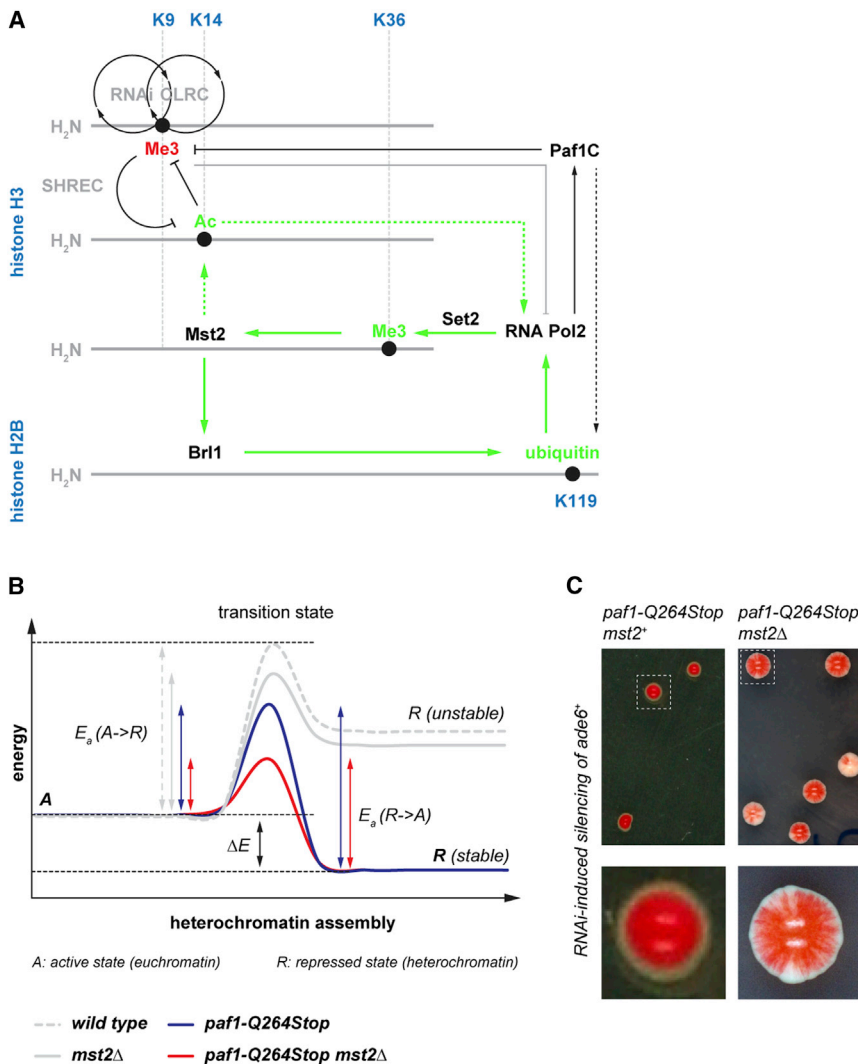 A
K9 K14 K36
RNAi CLRC
H2N
Me3 Paf1C
SHREC
Ac
H2N
histone H3
Set2
Mst2 Me3 RNA Pol2
H2N
Brl1 ubiquitin
H2N
histone H2B
K119
B
transition state
Ea (A->R)
R (unstable)
energy
A
Ea (R->A)
ΔE
R (stable)
heterochromatin assembly
A: active state (euchromatin) R: repressed state (heterochromatin)
wild type paf1-Q264Stop
mst2Δ paf1-Q264Stop mst2Δ
C
paf1-Q264Stop paf1-Q264Stop
mst2+ mst2Δ
RNAi-induced silencing of ade6+